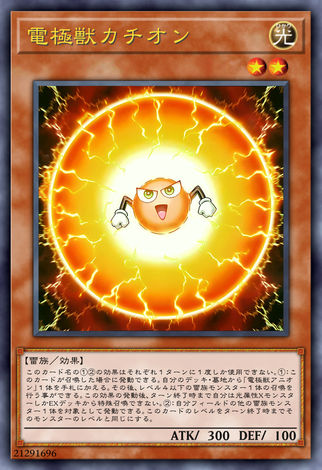 電極獣カチオン
光
【雷族／効果】
このカード名の①②の効果はそれぞれ１ターンに１度しか使用できない。①：こ
のカードが召喚した場合に発動できる。自分のデッキ・墓地から「電極獣アニオ
ン」１体を手札に加える。その後、レベル４以下の雷族モンスター１体の召喚を行
う事ができる。この効果の発動後、ターン終了時まで自分は光属性Xモンスタ
ーしかEXデッキから特殊召喚できない。②：自分フィールドの他の雷族モンス
ター１体を対象として発動できる。このカードのレベルをターン終了時まででそ
のモンスターのレベルと同じにする。
ATK/ 300 DEF/ 100
21291696